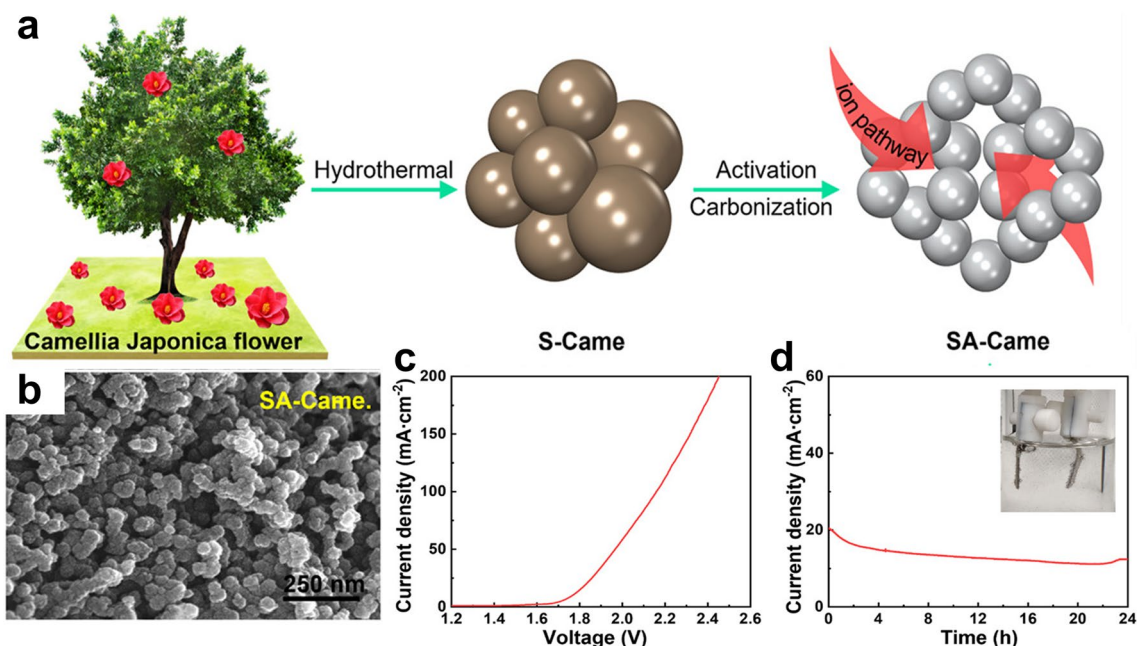 a
Hydrothermal
Activation
Carbonization
ion pathway
Camellia Japonica flower
S-Came
SA-Came
b
SA-Came.
250 nm
c
Current density (mA·cm⁻²)
200
150
100
50
0
1.2 1.4 1.6 1.8 2.0 2.2 2.4 2.6
Voltage (V)
d
Current density (mA·cm⁻²)
60
40
20
0
0 4 8 12 16 20 24
Time (h)